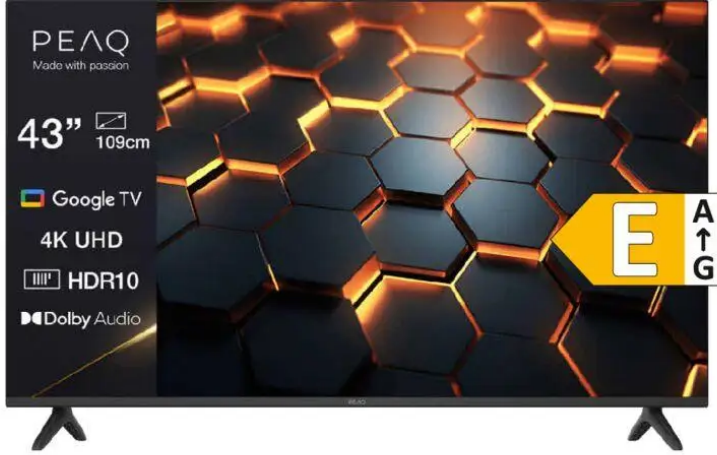 PEAQ
Made with passion
43”
109cm
Google TV
4K UHD
HDR10
Dolby Audio
E
A
↑
G
PEAQ